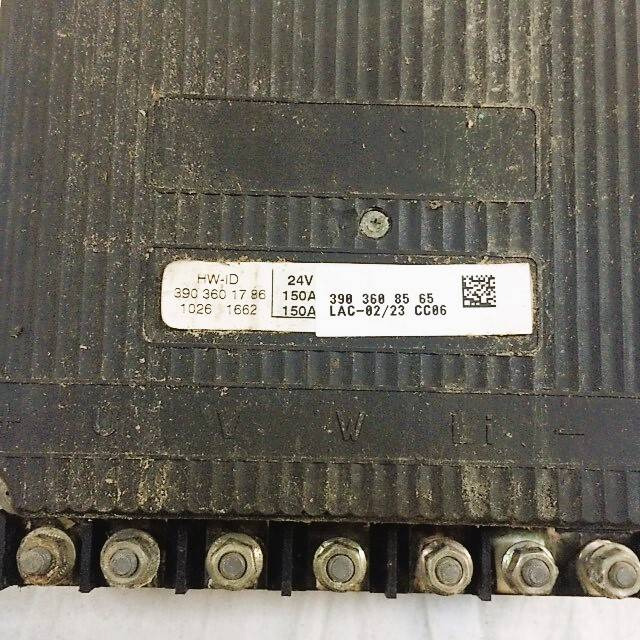 HW-ID
390 360 17 86
1026 1662
24V
150A
150A
390 360 85 65
LAC-02/23 CC06
+ U V W Li -